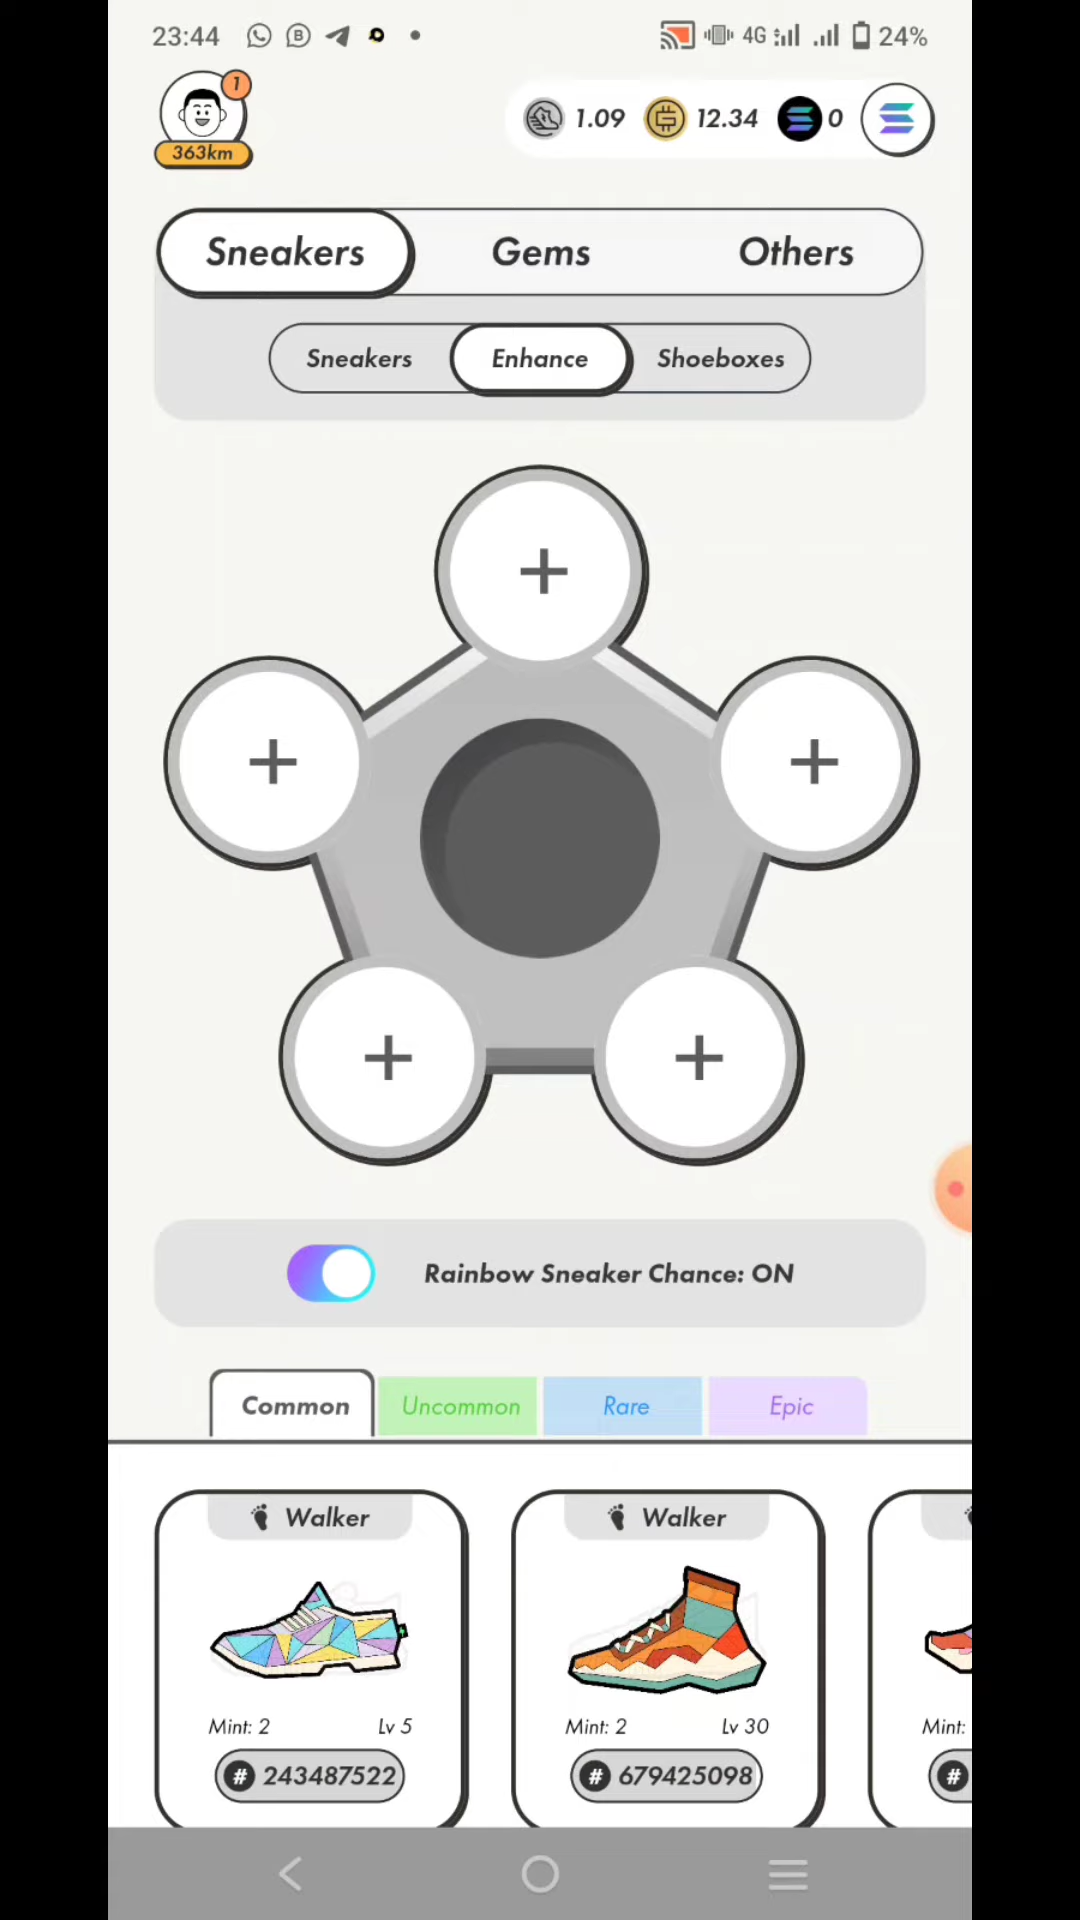 23:44 4G 24%
1
363km
1.09 12.34 0
Sneakers Gems Others
Sneakers Enhance Shoeboxes
+
+ +
+ +
Rainbow Sneaker Chance: ON
Common Uncommon Rare Epic
Walker Walker
Mint: 2 Lv 5 Mint: 2 Lv 30 Mint:
# 243487522 # 679425098 #